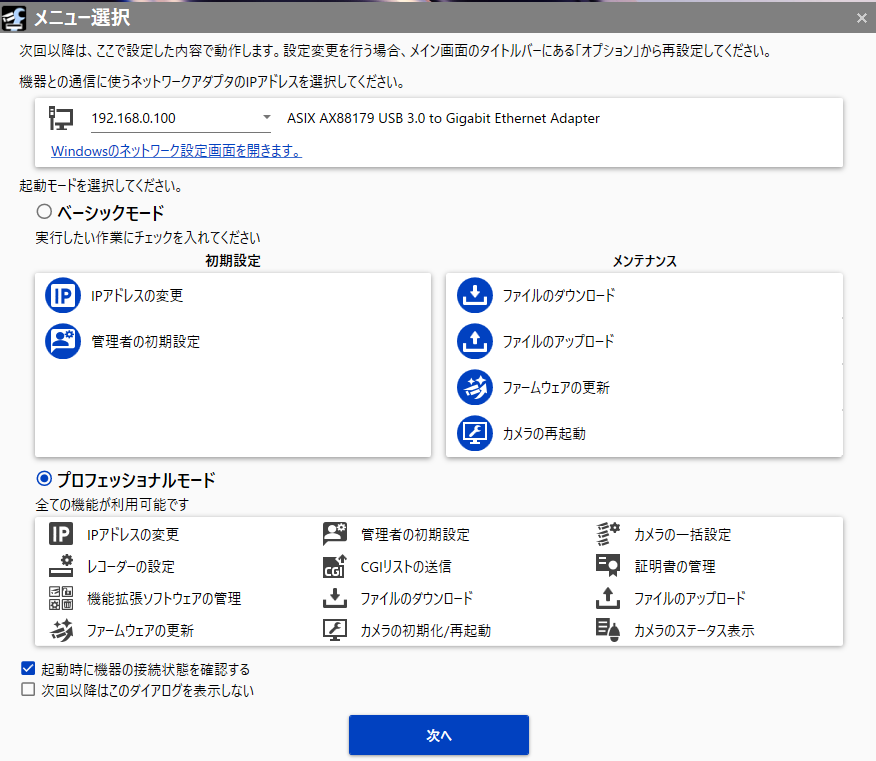 メニュー選択
次回以降は、ここで設定した内容で動作します。設定変更を行う場合、メイン画面のタイトルバーにある「オプション」から再設定してください。
機器との通信に使うネットワークアダプタのIPアドレスを選択してください。
192.168.0.100 ASIX AX88179 USB 3.0 to Gigabit Ethernet Adapter
Windowsのネットワーク設定画面を開きます。
起動モードを選択してください。
ベーシックモード
実行したい作業にチェックを入れてください
初期設定
IP IPアドレスの変更
管理者の初期設定
メンテナンス
ファイルのダウンロード
ファイルのアップロード
ファームウェアの更新
カメラの再起動
プロフェッショナルモード
全ての機能が利用可能です
IP IPアドレスの変更 管理者の初期設定 カメラの一括設定
レコーダーの設定 CGI CGIリストの送信 証明書の管理
機能拡張ソフトウェアの管理 ファイルのダウンロード ファイルのアップロード
ファームウェアの更新 カメラの初期化/再起動 カメラのステータス表示
起動時に機器の接続状態を確認する
次回以降はこのダイアログを表示しない
次へ